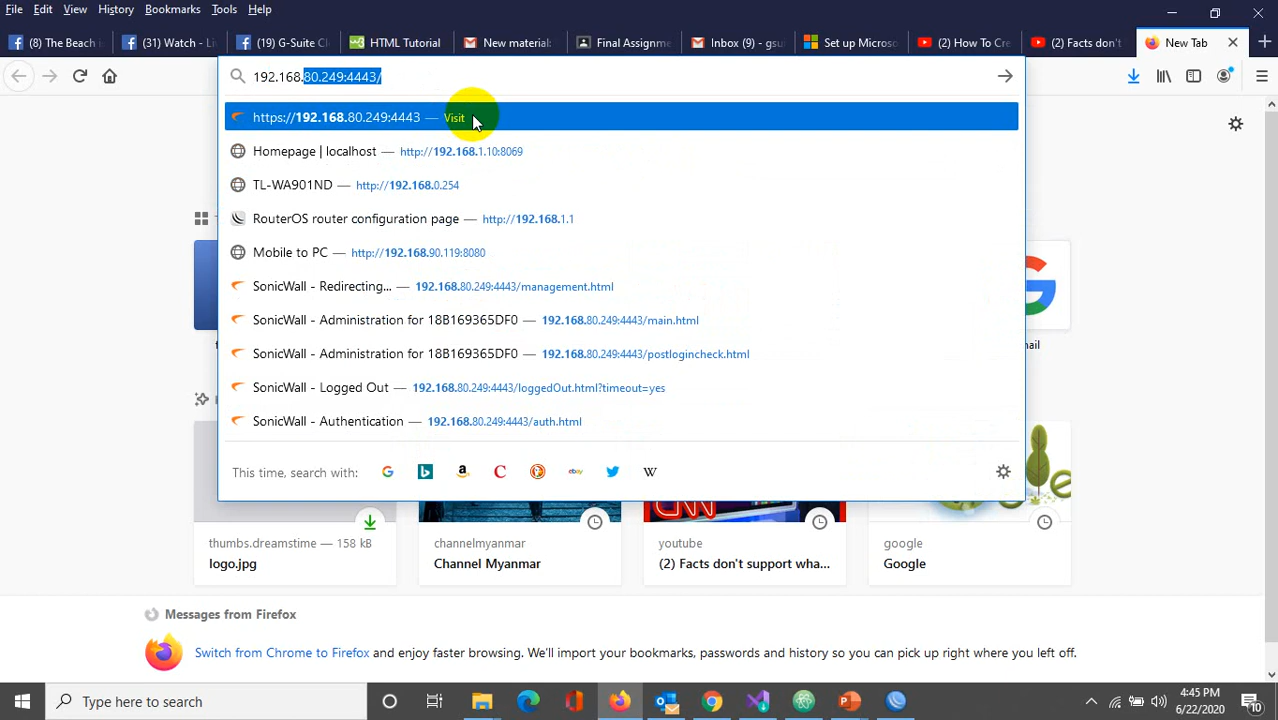 File Edit View History Bookmarks Tools Help
(8) The Beach i
(31) Watch - Liv
(19) G-Suite Cl
HTML Tutorial
New material:
Final Assignme
Inbox (9) - gsui
Set up Microso
(2) How To Cre
(2) Facts don't
New Tab
192.168.80.249:4443/
https://192.168.80.249:4443 — Visit
Homepage | localhost — http://192.168.1.10:8069
TL-WA901ND — http://192.168.0.254
RouterOS router configuration page — http://192.168.1.1
Mobile to PC — http://192.168.90.119:8080
SonicWall - Redirecting... — 192.168.80.249:4443/management.html
SonicWall - Administration for 18B169365DF0 — 192.168.80.249:4443/main.html
SonicWall - Administration for 18B169365DF0 — 192.168.80.249:4443/postlogincheck.html
SonicWall - Logged Out — 192.168.80.249:4443/loggedOut.html?timeout=yes
SonicWall - Authentication — 192.168.80.249:4443/auth.html
This time, search with:
CNN
thumbs.dreamstime — 158 kB
logo.jpg
channelmyanmar
Channel Myanmar
youtube
(2) Facts don't support wha...
google
Google
Messages from Firefox
Switch from Chrome to Firefox and enjoy faster browsing. We'll import your bookmarks, passwords and history so you can pick up right where you left off.
Type here to search
4:45 PM
6/22/2020
10